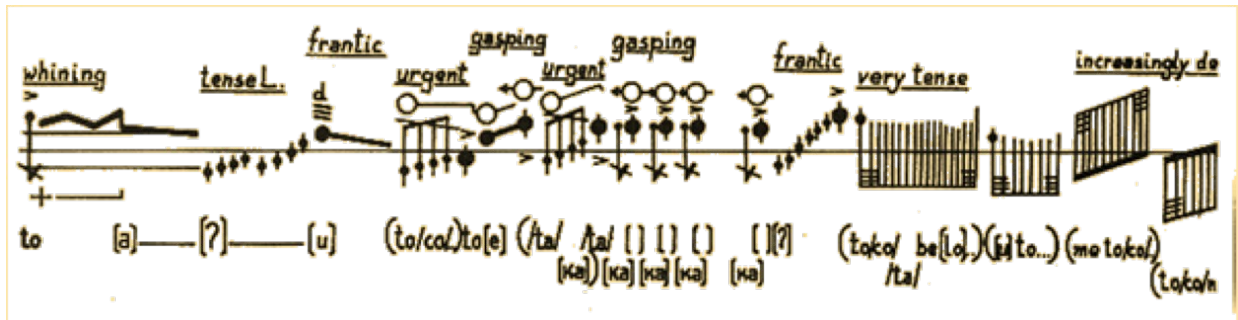 frantic gasping gasping
whining tense L.. urgent urgent frantic very tense increasingly de
d
to [a] [?] [u] (to/co/.) to [e] (/ta/ /ta/ [ ] [ ] [ ] [ ] [?] (to/co/ be[lo]..) to...) (me to/co/.)
[ka]) [ka] [ka] [ka] [ka] /ta/ (to/co/n